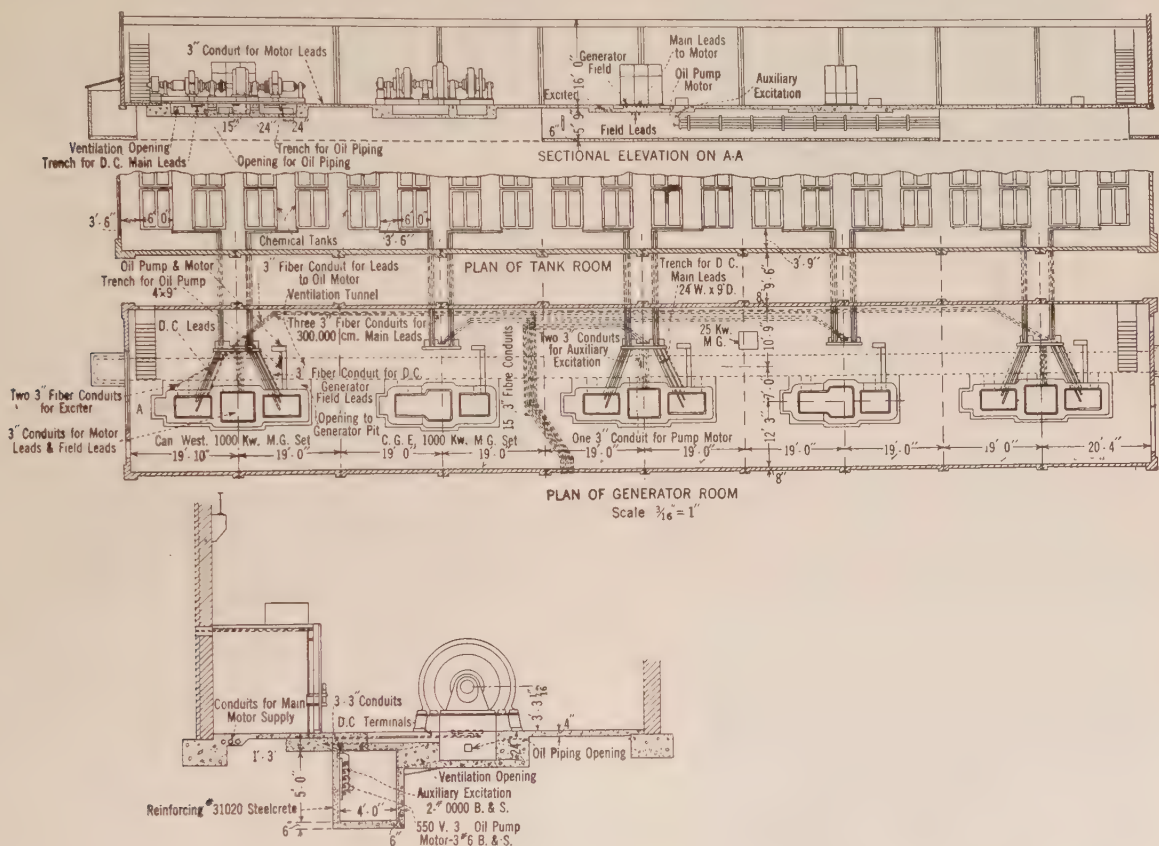 3" Conduit for Motor Leads
Generator
Field
Main Leads
to Motor
Oil Pump
Motor
Auxiliary
Excitation
Exciter
16' 0"
9"
5'
6"
15"
24"
24
Field Leads
Ventilation Opening
Trench for D.C. Main Leads
Trench for Oil Piping
Opening for Oil Piping
SECTIONAL ELEVATION ON A-A
3'-6"
6' 0"
Chemical Tanks
6' 0"
3'-6"
3'-9"
PLAN OF TANK ROOM
Oil Pump & Motor
Trench for Oil Pump
4"x9"
3" Fiber Conduit for Leads
to Oil Motor
Ventilation Tunnel
Trench for D C.
Main Leads
24 W. x 9" D.
9'-6"
8"
D.C Leads
Three 3" Fiber Conduits for
300.000 cm. Main Leads
15 - 3" Fibre Conduits
Two 3" Conduits
for Auxiliary
Excitation
25 Kw.
M G.
10'-9"
7'-0"
12' 3"
Two 3" Fiber Conduits
for Exciter
A
3" Fiber Conduit for D.C.
Generator
Field Leads
Opening to
Generator Pit
3" Conduits for Motor
Leads & Field Leads
Can West. 1000 Kw. M.G. Set
C. G E, 1000 Kw. M G Set
One 3" Conduit for Pump Motor
19'. 10"
19'. 0"
19'. 0"
19'. 0"
19'. 0"
19'. 0"
19'. 0"
19'. 0"
19'. 0"
20'. 4"
8"
PLAN OF GENERATOR ROOM
Scale 3/16" = 1"
Conduits for Main
Motor Supply
3-3" Conduits
D.C Terminals
3'-3 1/16"
4"
24"
Oil Piping Opening
1'-3"
5'-0"
Ventilation Opening
Auxiliary Excitation
2-#0000 B. & S.
Reinforcing #31020 Steelcrete
4'-0"
6"
6"
550 V. 3 Oil Pump
Motor-3 #6 B. & S.